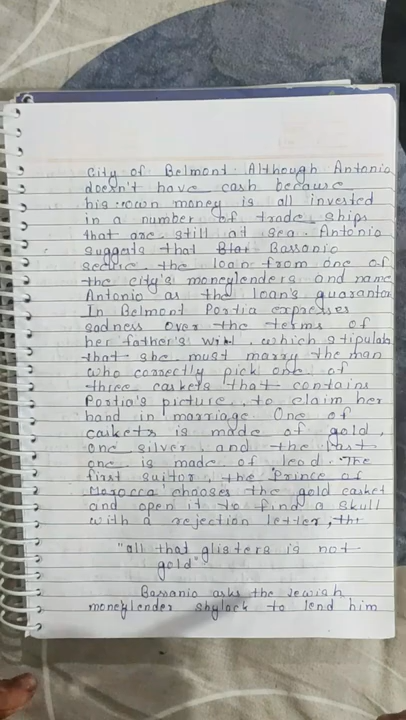 City of Belmont. Although Antonio
doesn't have cash because
his own money is all invested
in a number of trade ships
that are still at sea. Antonio
suggests that Bassanio
secure the loan from one of
the city's moneylenders and name
Antonio as the loan's guarantor
In Belmont Portia expresses
sadness over the terms of
her father's will, which stipulats
that she must marry the man
who correctly pick one of
three caskets that contains
Portia's picture, to claim her
hand in marriage. One of
caskets is made of gold,
one silver, and the last
one is made of lead. The
first suitor, the Prince of
Morocca chooses the gold casket
and open it to find a skull
with a rejection letter, the
"all that glisters is not
gold"
Bassanio asks the Jewish
moneylender shylock to lend him